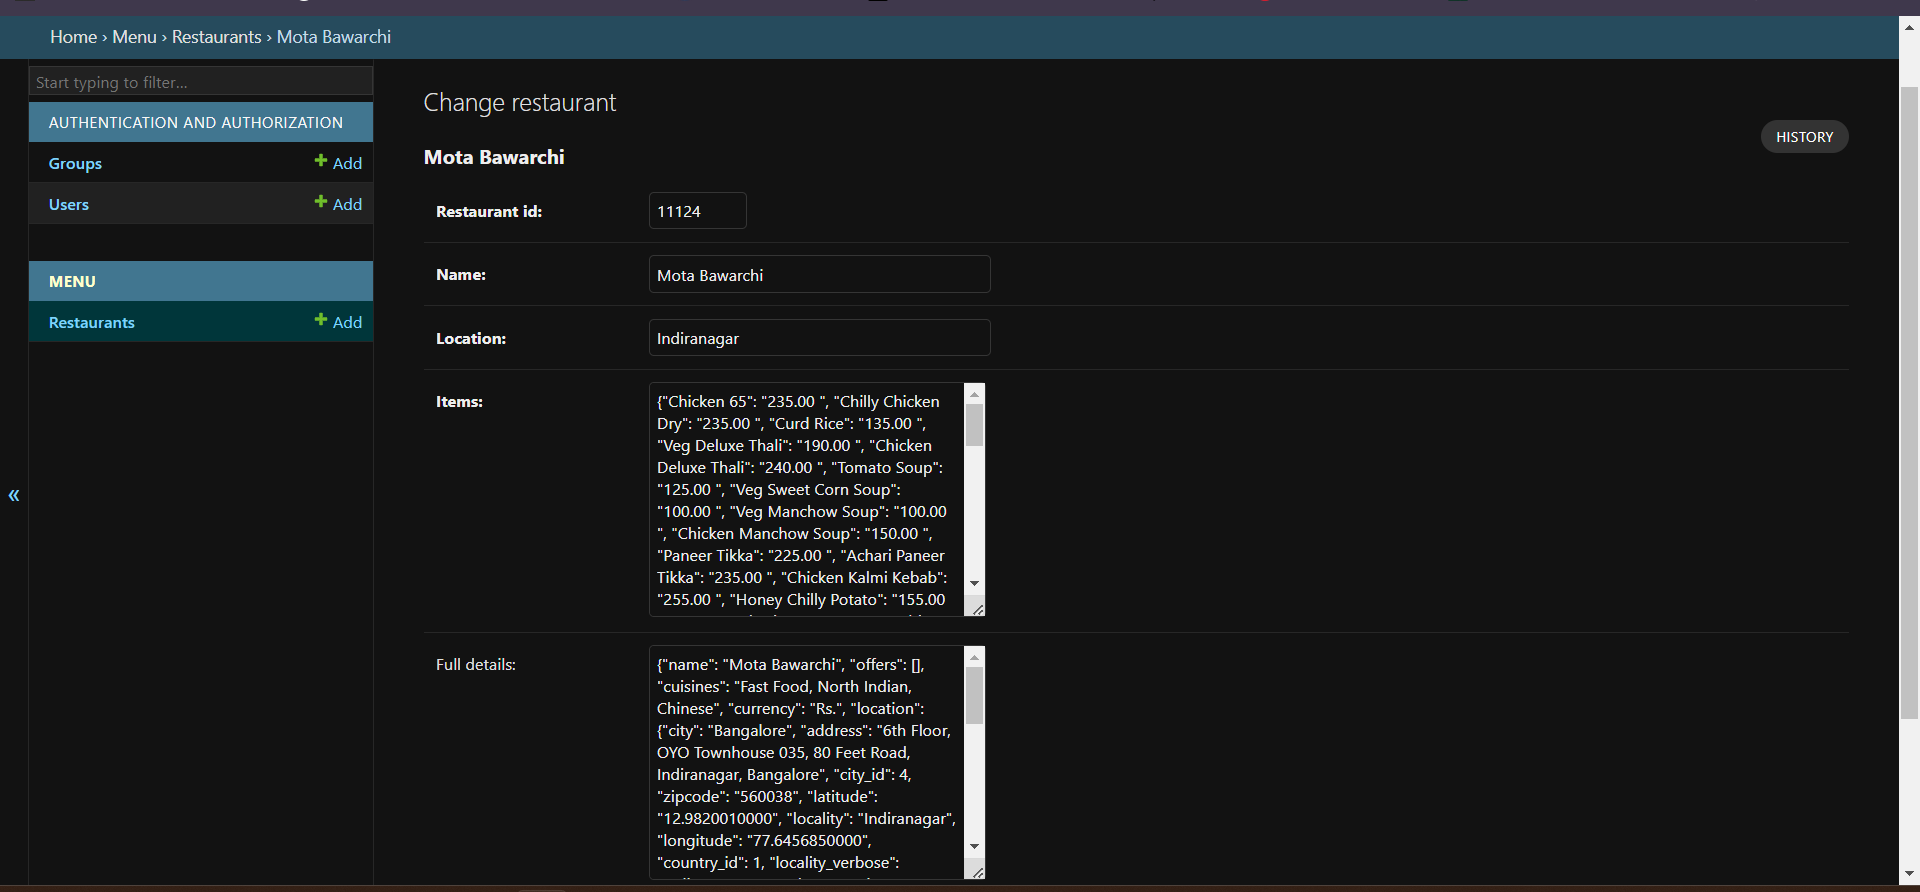 Home › Menu › Restaurants › Mota Bawarchi
Start typing to filter...
AUTHENTICATION AND AUTHORIZATION
Groups
Add
Users
Add
MENU
Restaurants
Add
«
Change restaurant
HISTORY
Mota Bawarchi
Restaurant id:
11124
Name:
Mota Bawarchi
Location:
Indiranagar
Items:
{"Chicken 65": "235.00 ", "Chilly Chicken
Dry": "235.00 ", "Curd Rice": "135.00 ",
"Veg Deluxe Thali": "190.00 ", "Chicken
Deluxe Thali": "240.00 ", "Tomato Soup":
"125.00 ", "Veg Sweet Corn Soup":
"100.00 ", "Veg Manchow Soup": "100.00
", "Chicken Manchow Soup": "150.00 ",
"Paneer Tikka": "225.00 ", "Achari Paneer
Tikka": "235.00 ", "Chicken Kalmi Kebab":
"255.00 ", "Honey Chilly Potato": "155.00
Full details:
{"name": "Mota Bawarchi", "offers": [],
"cuisines": "Fast Food, North Indian,
Chinese", "currency": "Rs.", "location":
{"city": "Bangalore", "address": "6th Floor,
OYO Townhouse 035, 80 Feet Road,
Indiranagar, Bangalore", "city_id": 4,
"zipcode": "560038", "latitude":
"12.9820010000", "locality": "Indiranagar",
"longitude": "77.6456850000",
"country_id": 1, "locality_verbose":